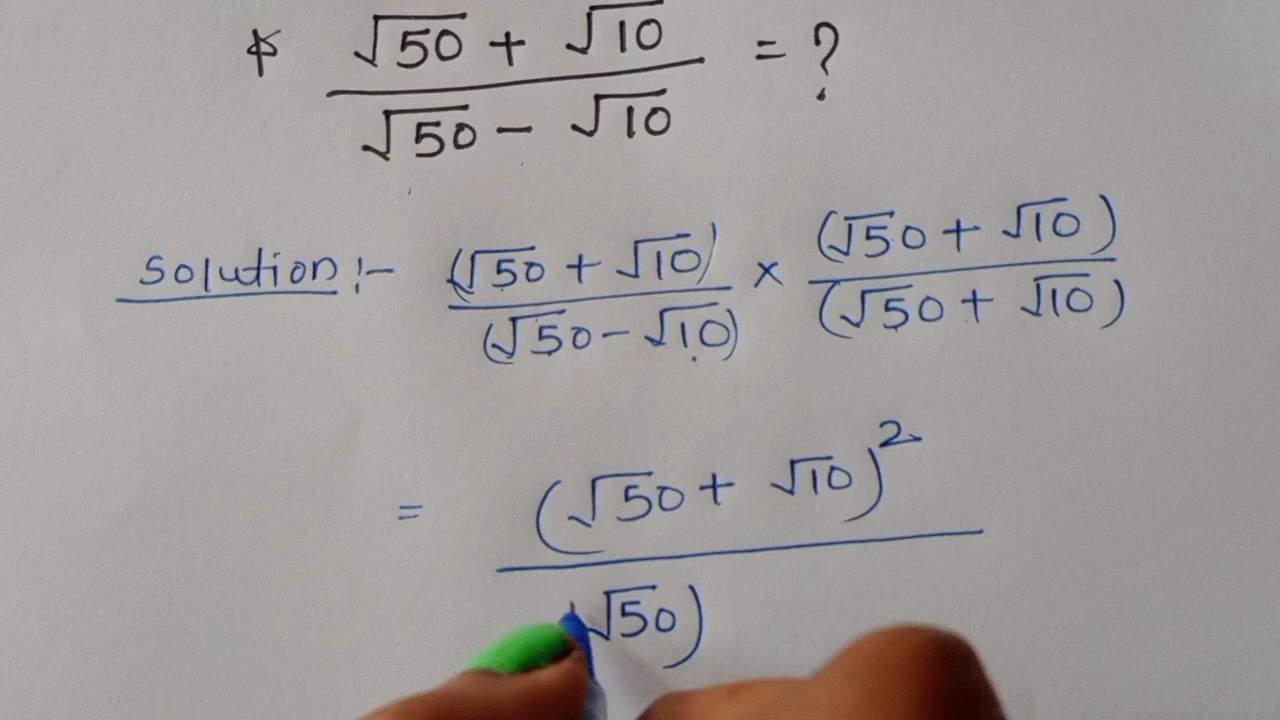 * (√50 + √10) / (√50 - √10) = ?
Solution :- (√50 + √10) / (√50 - √10) × (√50 + √10) / (√50 + √10)
= (√50 + √10)² / √50)